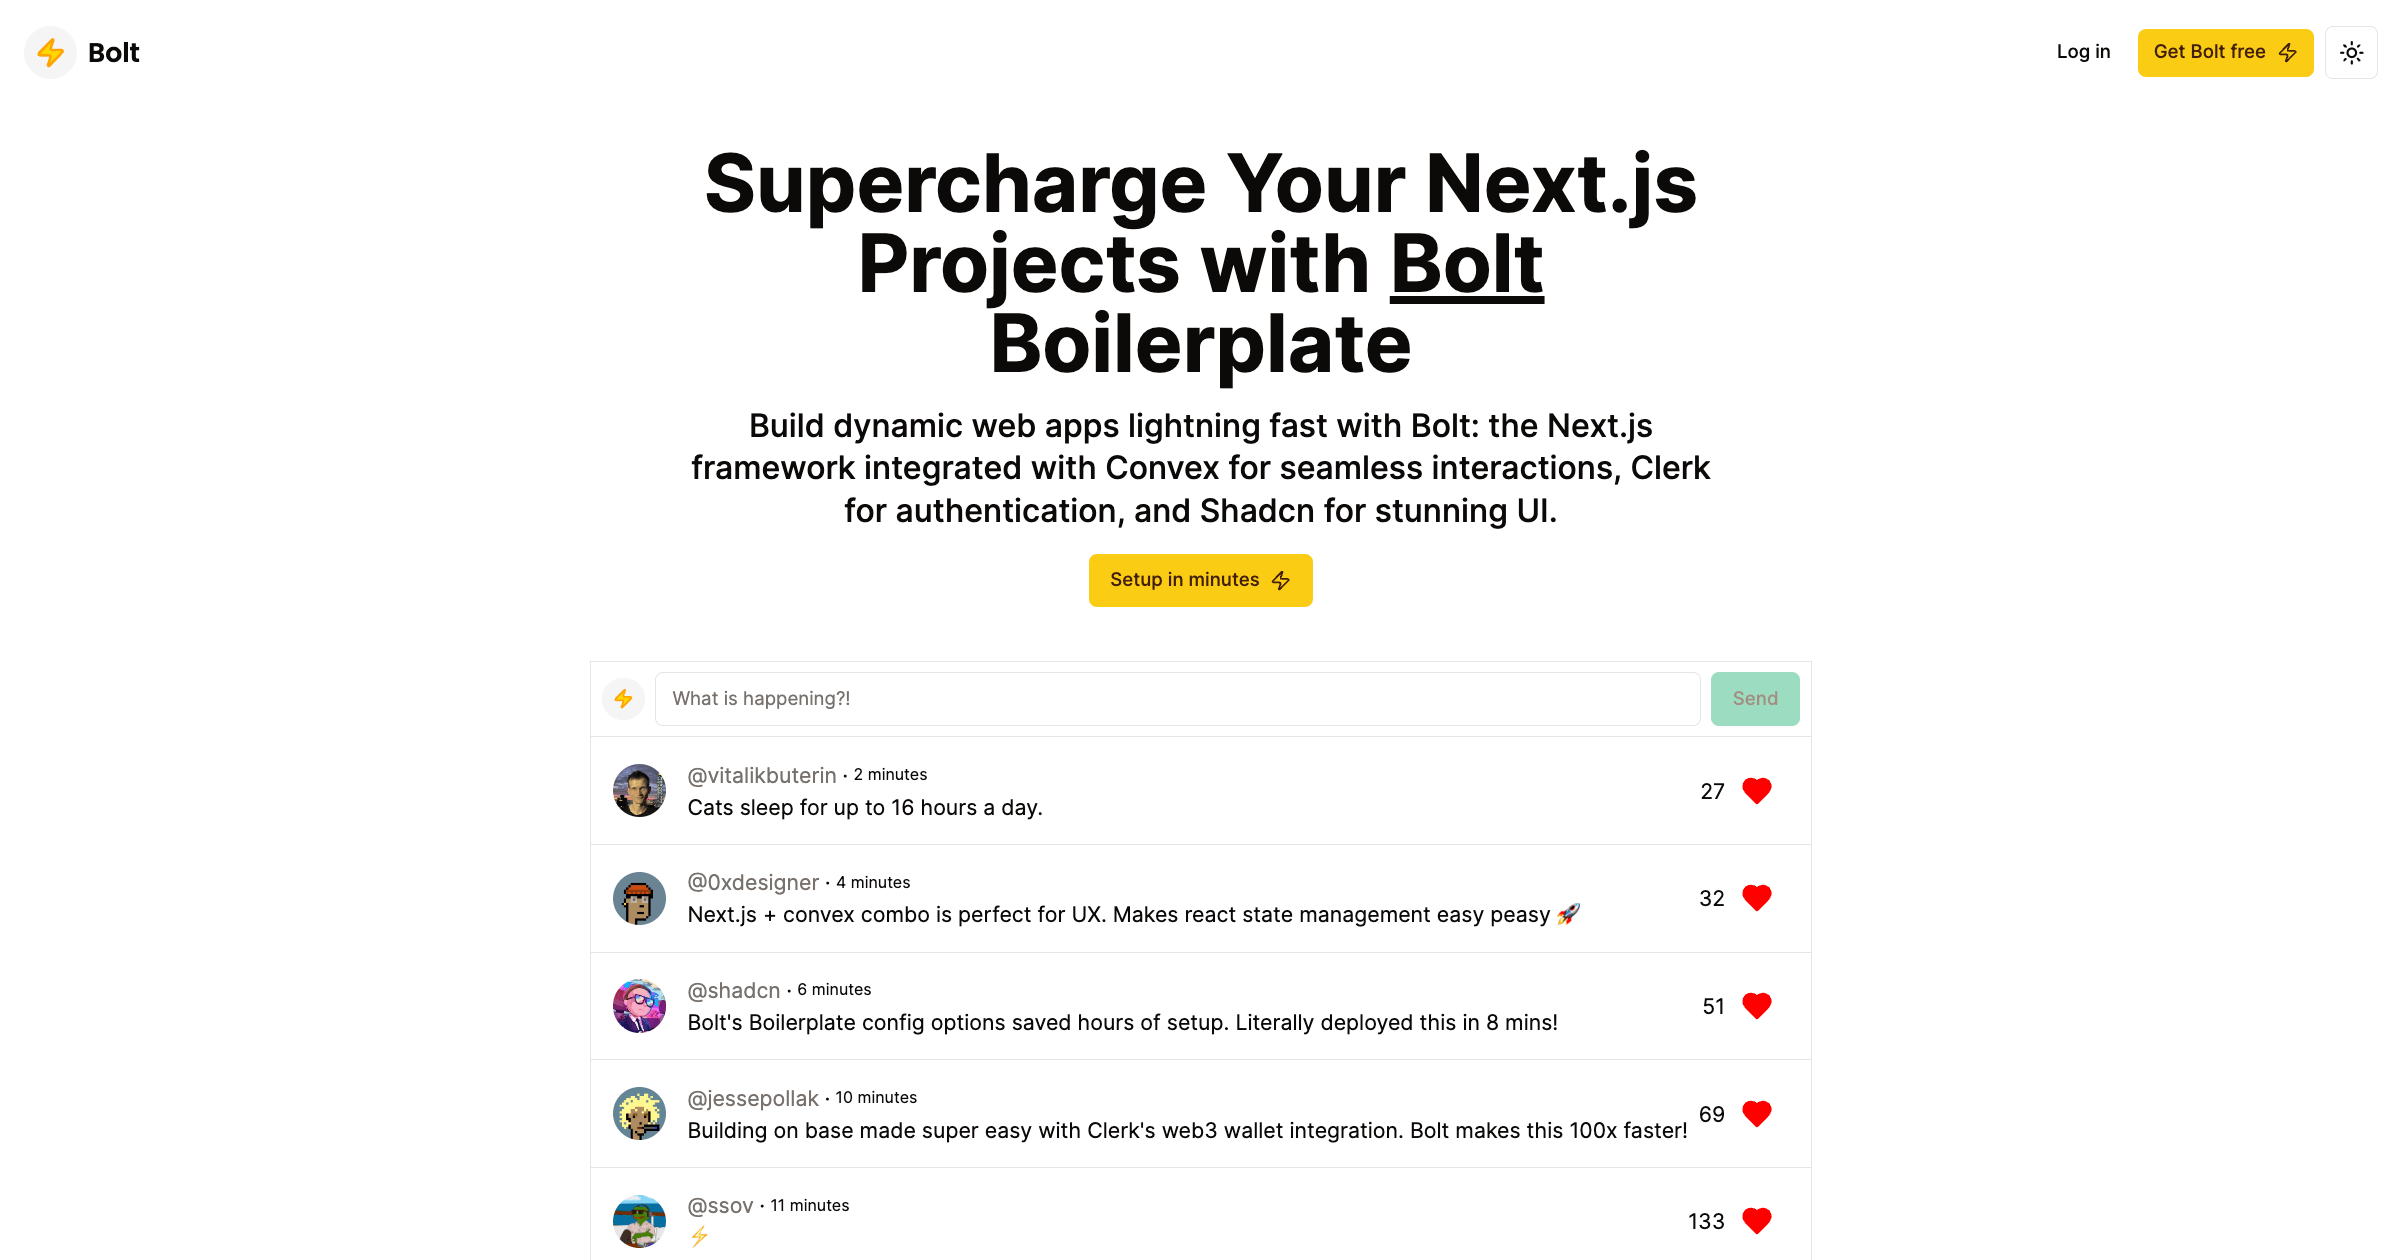 Bolt
Log in
Get Bolt free
Supercharge Your Next.js
Projects with Bolt
Boilerplate
Build dynamic web apps lightning fast with Bolt: the Next.js
framework integrated with Convex for seamless interactions, Clerk
for authentication, and Shadcn for stunning UI.
Setup in minutes
What is happening?!
Send
@vitalikbuterin · 2 minutes
Cats sleep for up to 16 hours a day.
27
@0xdesigner · 4 minutes
Next.js + convex combo is perfect for UX. Makes react state management easy peasy 🚀
32
@shadcn · 6 minutes
Bolt's Boilerplate config options saved hours of setup. Literally deployed this in 8 mins!
51
@jessepollak · 10 minutes
Building on base made super easy with Clerk's web3 wallet integration. Bolt makes this 100x faster!
69
@ssov · 11 minutes
⚡
133